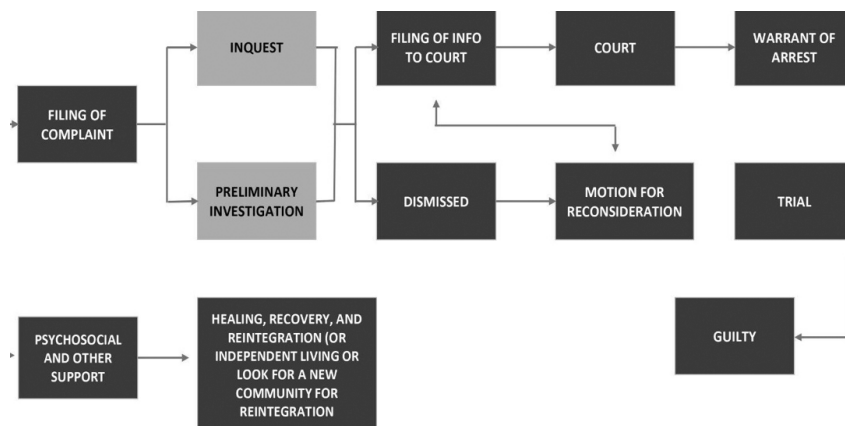 INQUEST
FILING OF INFO
TO COURT
COURT
WARRANT OF
ARREST
FILING OF
COMPLAINT
PRELIMINARY
INVESTIGATION
DISMISSED
MOTION FOR
RECONSIDERATION
TRIAL
PSYCHOSOCIAL
AND OTHER
SUPPORT
HEALING, RECOVERY, AND
REINTEGRATION (OR
INDEPENDENT LIVING OR
LOOK FOR A NEW
COMMUNITY FOR
REINTEGRATION
GUILTY